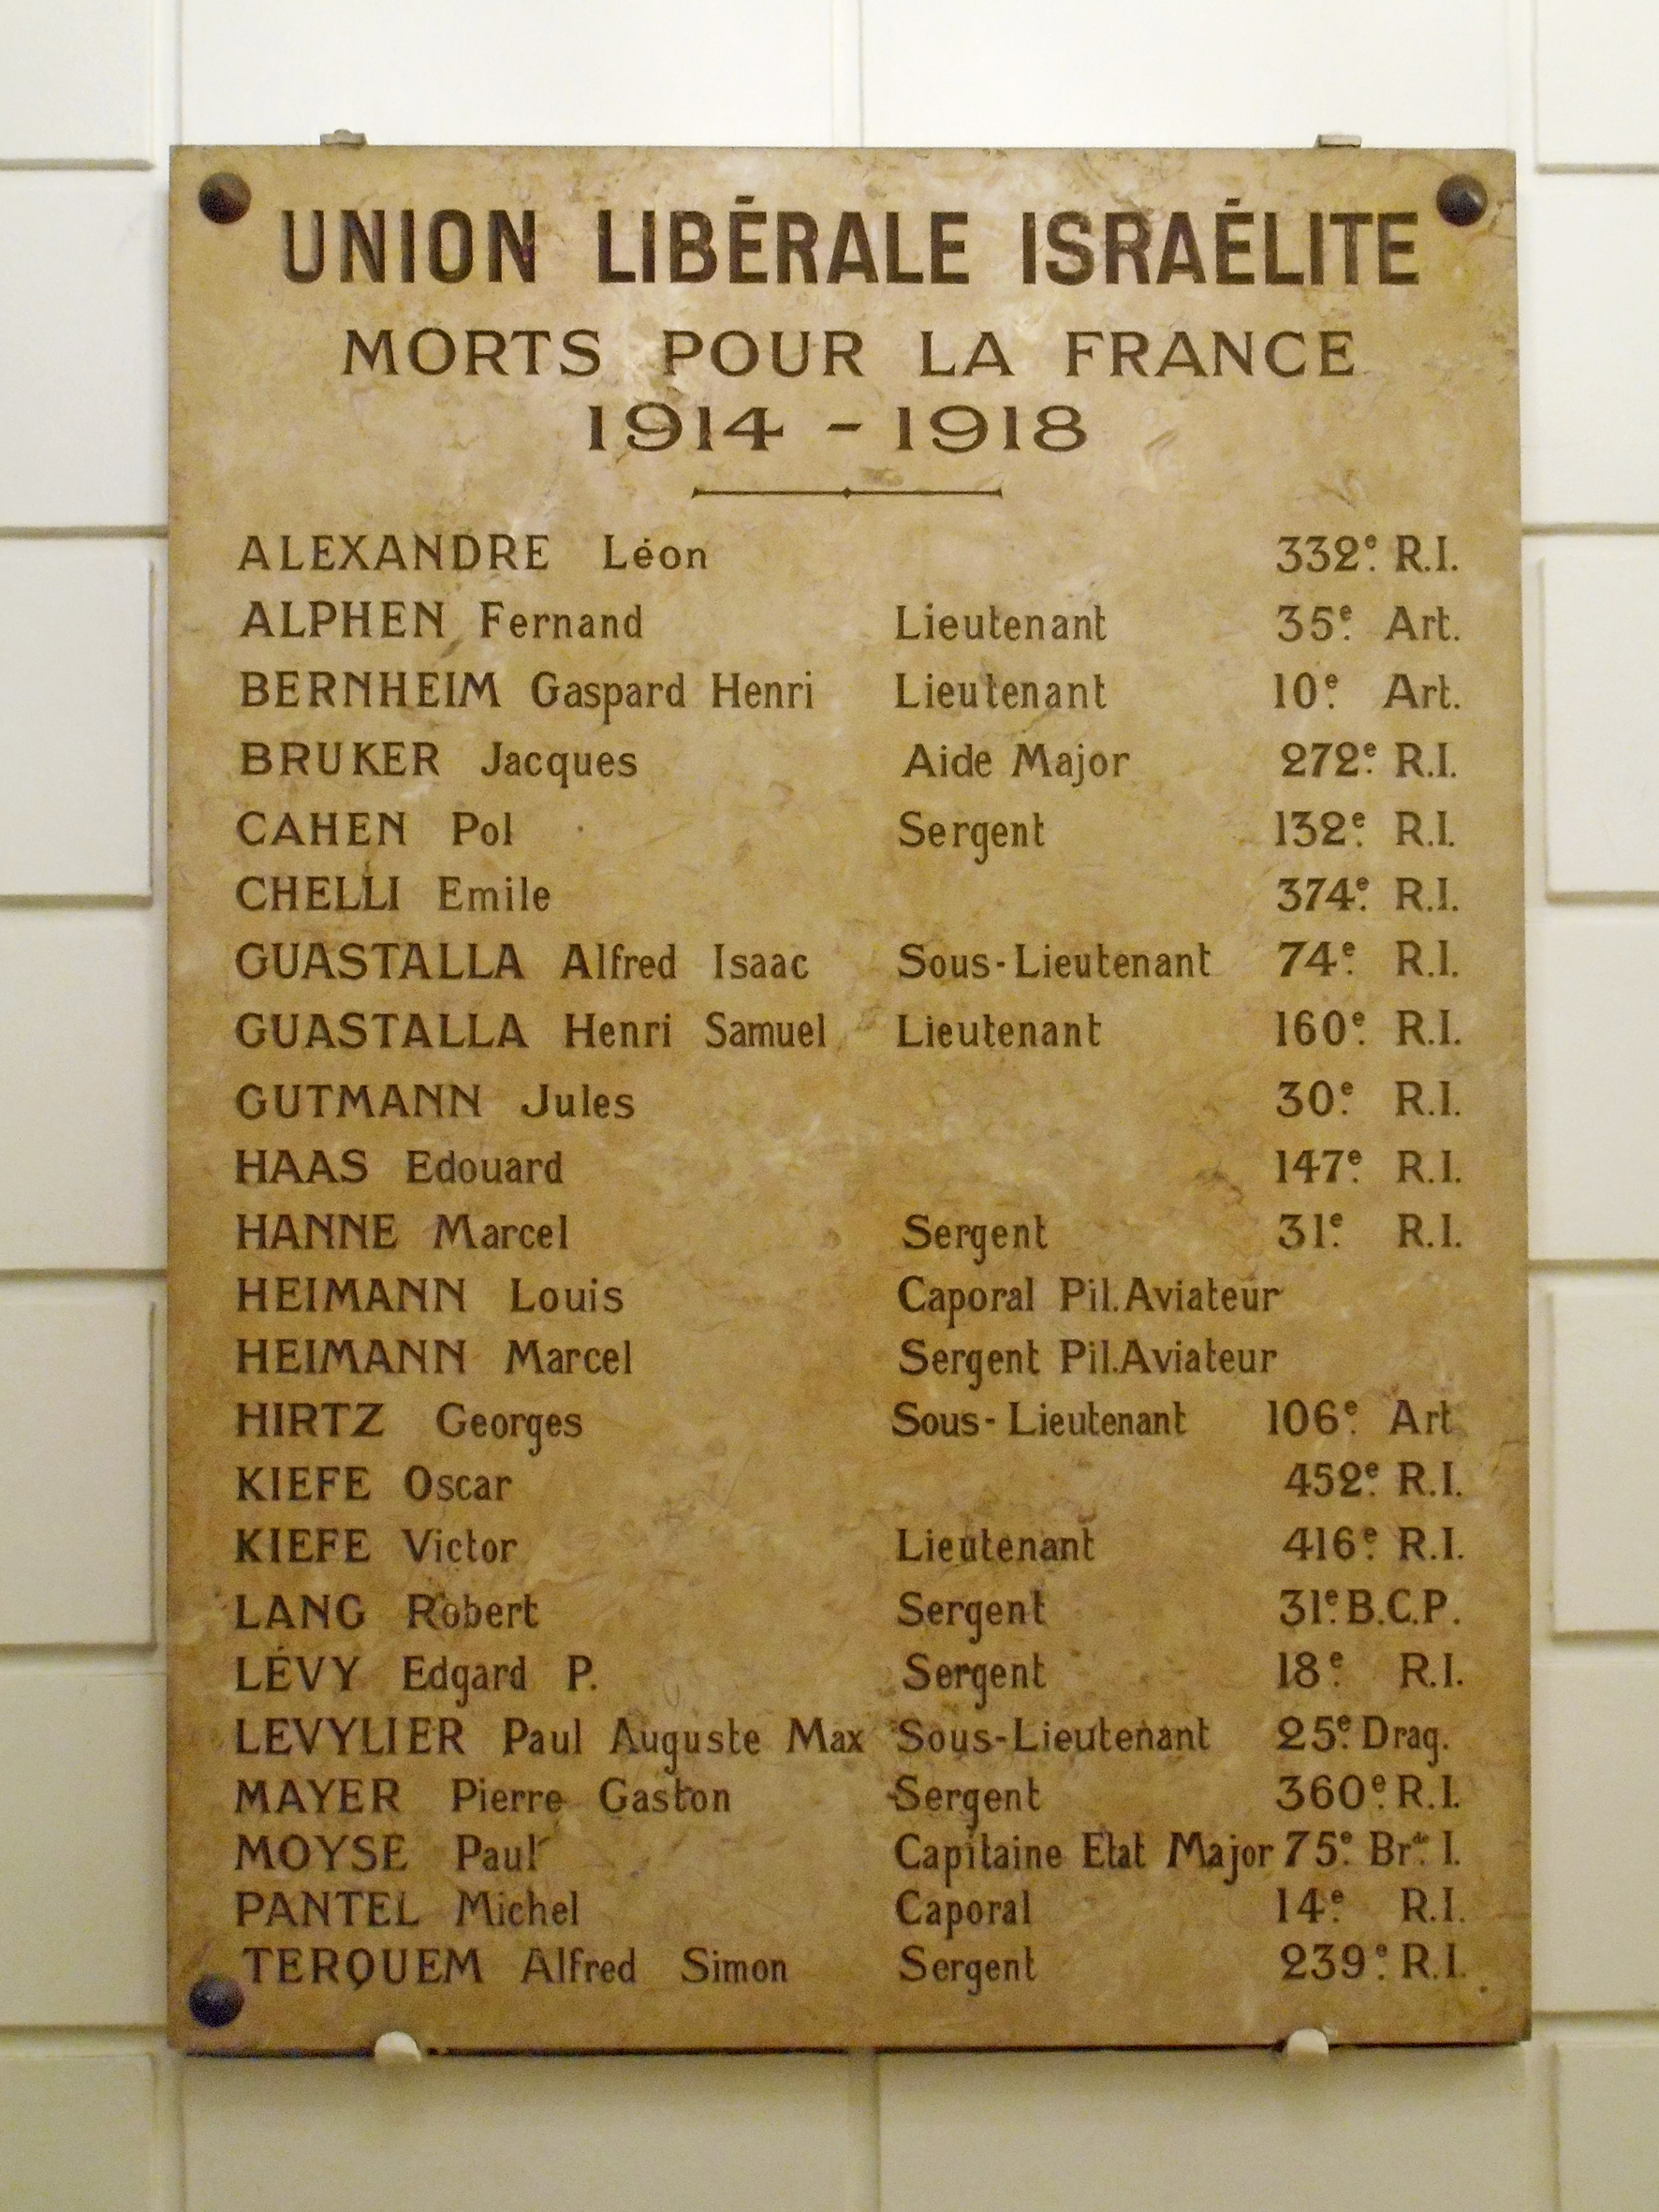 UNION LIBÉRALE ISRAÉLITE
MORTS POUR LA FRANCE
1914 - 1918
ALEXANDRE Léon 332e R.I.
ALPHEN Fernand Lieutenant 35e Art.
BERNHEIM Gaspard Henri Lieutenant 10e Art.
BRUKER Jacques Aide Major 272e R.I.
CAHEN Pol Sergent 132e R.I.
CHELLI Emile 374e R.I.
GUASTALLA Alfred Isaac Sous-Lieutenant 74e R.I.
GUASTALLA Henri Samuel Lieutenant 160e R.I.
GUTMANN Jules 30e R.I.
HAAS Edouard 147e R.I.
HANNE Marcel Sergent 31e R.I.
HEIMANN Louis Caporal Pil. Aviateur
HEIMANN Marcel Sergent Pil. Aviateur
HIRTZ Georges Sous-Lieutenant 106e Art
KIEFE Oscar 452e R.I.
KIEFE Victor Lieutenant 416e R.I.
LANG Robert Sergent 31e B.C.P.
LÉVY Edgard P. Sergent 18e R.I.
LEVYLIER Paul Auguste Max Sous-Lieutenant 25e Drag.
MAYER Pierre Gaston Sergent 360e R.I.
MOYSE Paul Capitaine Etat Major 75e Brde I.
PANTEL Michel Caporal 14e R.I.
TERQUEM Alfred Simon Sergent 239e R.I.